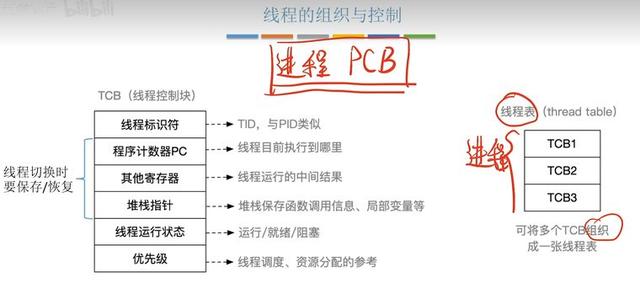 bilibili
线程的组织与控制
进程 PCB
TCB（线程控制块）
线程标识符
TID，与PID类似
程序计数器PC
线程目前执行到哪里
其他寄存器
线程运行的中间结果
堆栈指针
堆栈保存函数调用信息、局部变量等
线程运行状态
运行/就绪/阻塞
优先级
线程调度、资源分配的参考
线程切换时
要保存/恢复
线程表（thread table）
进程
TCB1
TCB2
TCB3
可将多个TCB组织
成一张线程表